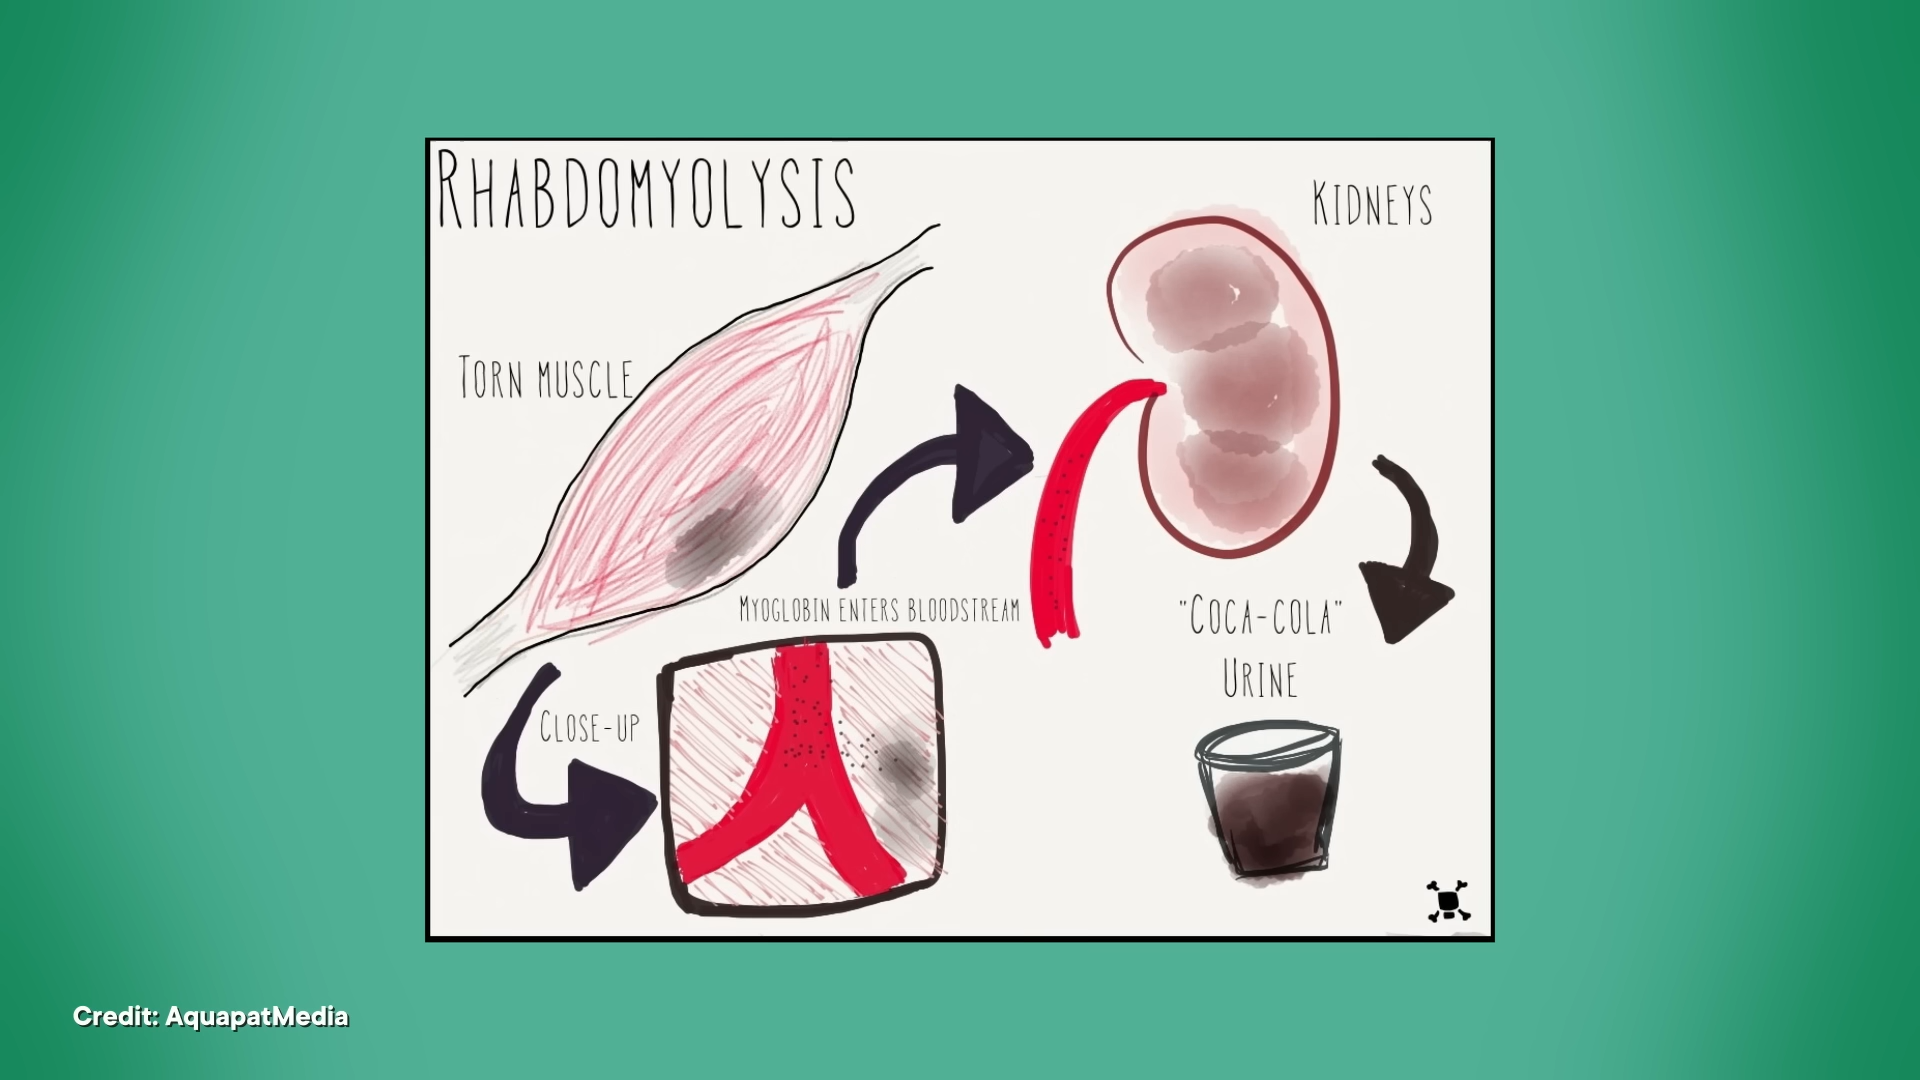 RHABDOMYOLYSIS
KIDNEYS
TORN MUSCLE
MYOGLOBIN ENTERS BLOODSTREAM
"COCA-COLA"
URINE
CLOSE-UP
Credit: AquapatMedia